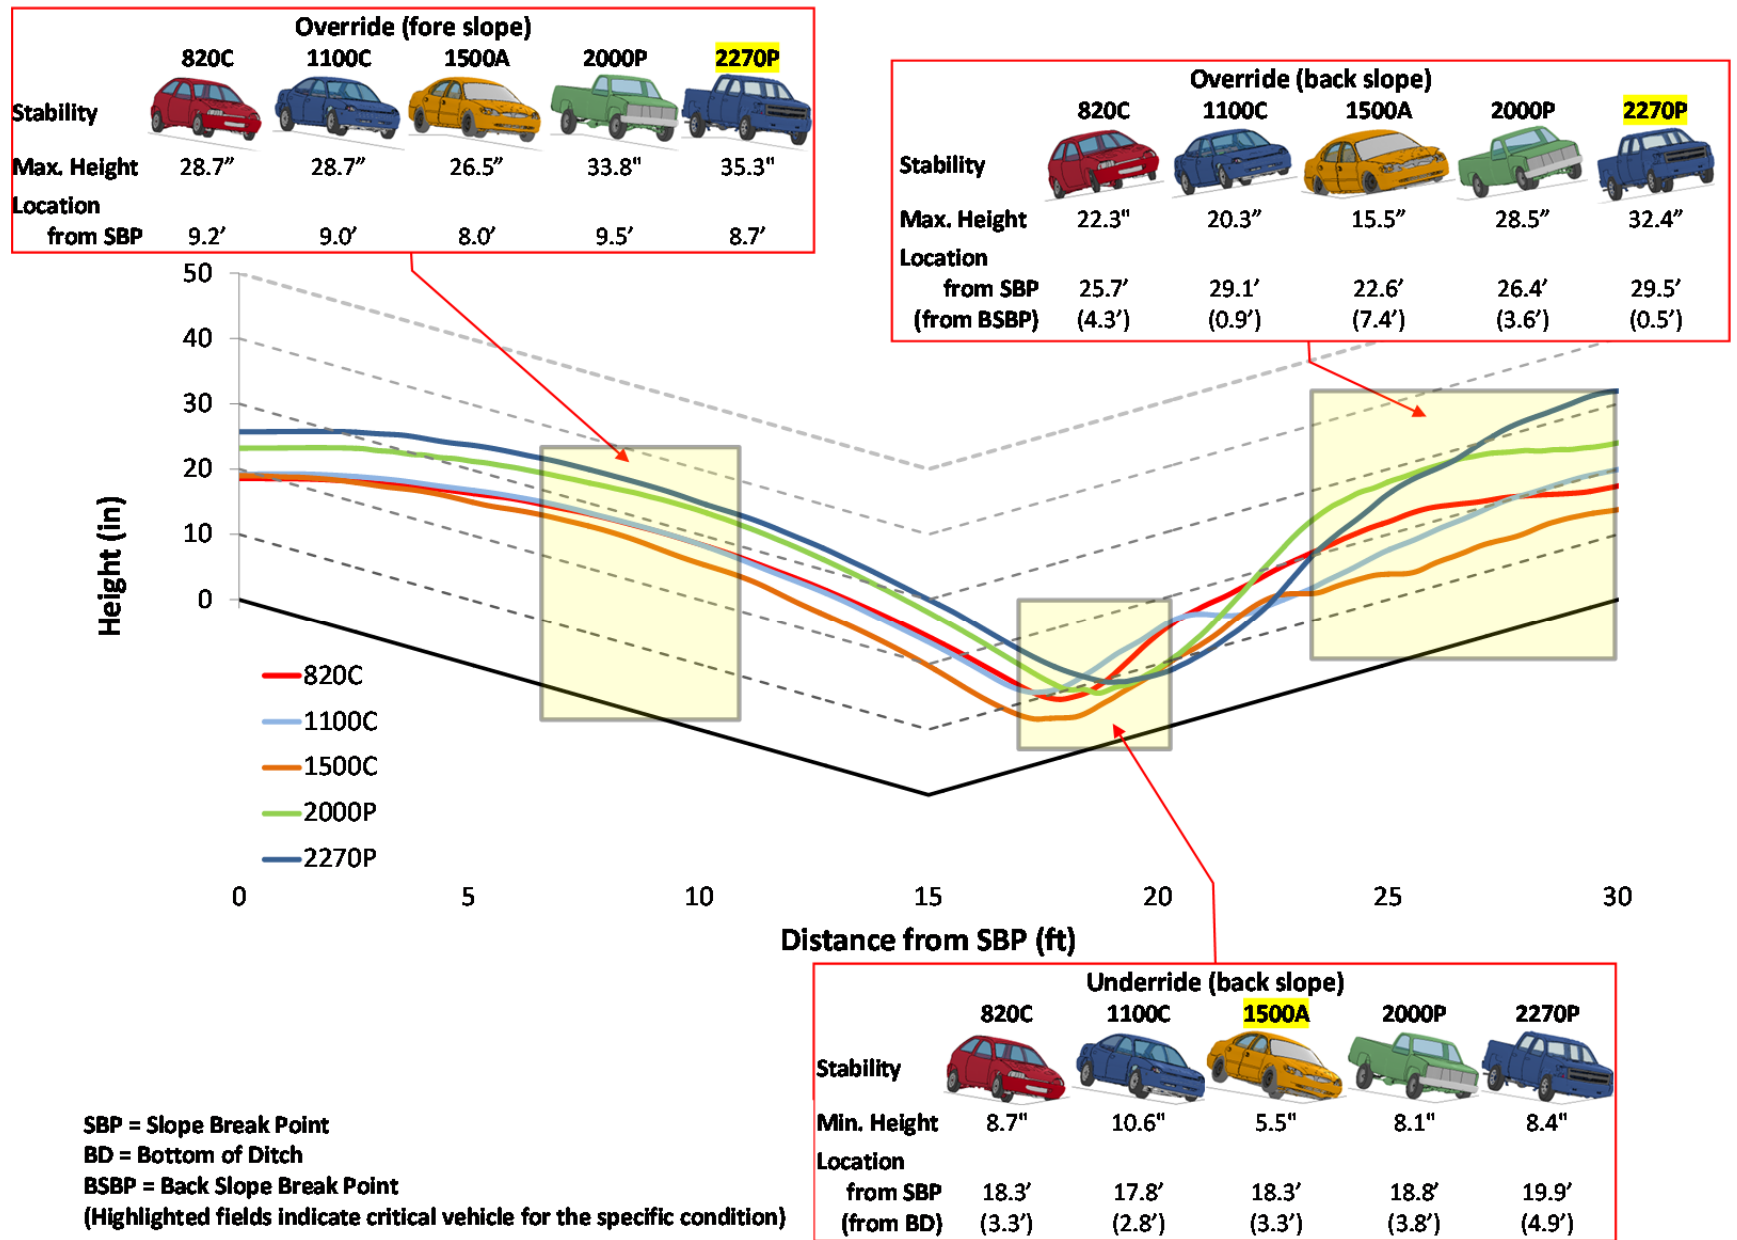 Override (fore slope)
820C 1100C 1500A 2000P 2270P
Stability
Max. Height 28.7” 28.7” 26.5” 33.8" 35.3"
Location
from SBP 9.2’ 9.0’ 8.0’ 9.5’ 8.7’
Override (back slope)
820C 1100C 1500A 2000P 2270P
Stability
Max. Height 22.3" 20.3” 15.5” 28.5” 32.4”
Location
from SBP 25.7’ 29.1’ 22.6’ 26.4’ 29.5’
(from BSBP) (4.3’) (0.9’) (7.4’) (3.6’) (0.5’)
50
40
30
20
10
0
Height (in)
820C
1100C
1500C
2000P
2270P
0 5 10 15 20 25 30
Distance from SBP (ft)
Underride (back slope)
820C 1100C 1500A 2000P 2270P
Stability
Min. Height 8.7" 10.6" 5.5" 8.1" 8.4"
Location
from SBP 18.3’ 17.8’ 18.3’ 18.8’ 19.9’
(from BD) (3.3’) (2.8’) (3.3’) (3.8’) (4.9’)
SBP = Slope Break Point
BD = Bottom of Ditch
BSBP = Back Slope Break Point
(Highlighted fields indicate critical vehicle for the specific condition)